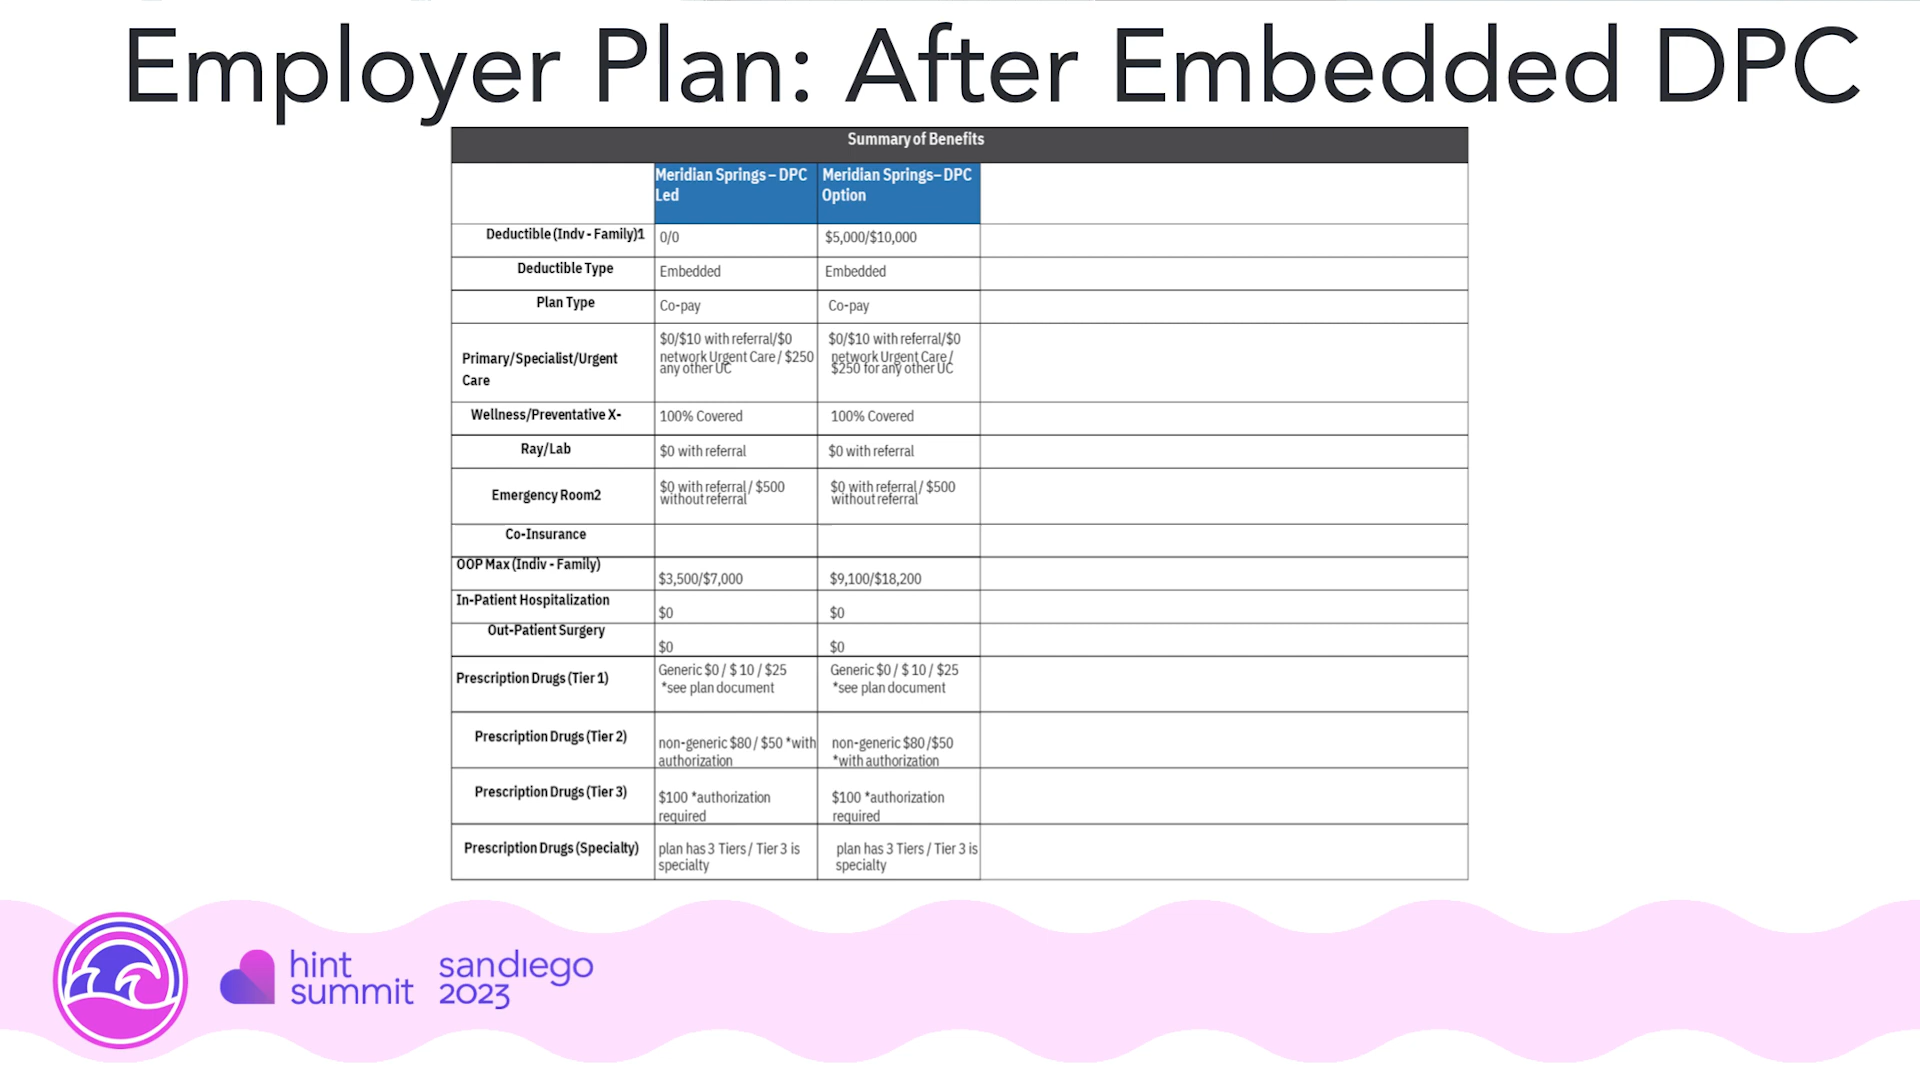 Employer Plan: After Embedded DPC
Summary of Benefits
Meridian Springs – DPC Led
Meridian Springs– DPC Option
Deductible (Indv - Family)1
0/0
$5,000/$10,000
Deductible Type
Embedded
Embedded
Plan Type
Co-pay
Co-pay
Primary/Specialist/Urgent
Care
$0/$10 with referral/$0
network Urgent Care / $250
any other UC
$0/$10 with referral/$0
network Urgent Care /
$250 for any other UC
Wellness/Preventative X-
100% Covered
100% Covered
Ray/Lab
$0 with referral
$0 with referral
Emergency Room2
$0 with referral / $500
without referral
$0 with referral / $500
without referral
Co-Insurance
OOP Max (Indiv - Family)
$3,500/$7,000
$9,100/$18,200
In-Patient Hospitalization
$0
$0
Out-Patient Surgery
$0
$0
Prescription Drugs (Tier 1)
Generic $0 / $ 10 / $25
*see plan document
Generic $0 / $ 10 / $25
*see plan document
Prescription Drugs (Tier 2)
non-generic $80 / $50 *with
authorization
non-generic $80 /$50
*with authorization
Prescription Drugs (Tier 3)
$100 *authorization
required
$100 *authorization
required
Prescription Drugs (Specialty)
plan has 3 Tiers / Tier 3 is
specialty
plan has 3 Tiers / Tier 3 is
specialty
hint
summit
sandiego
2023